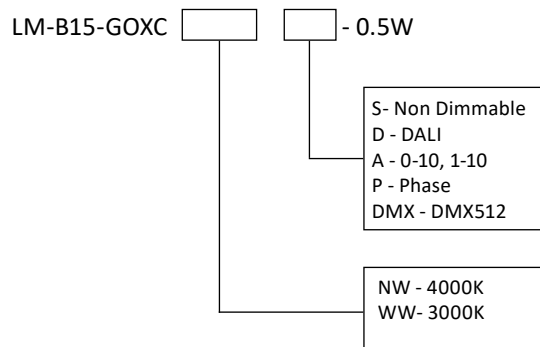 LM-B15-GOXC - 0.5W
S- Non Dimmable
D - DALI
A - 0-10, 1-10
P - Phase
DMX - DMX512
NW - 4000K
WW- 3000K